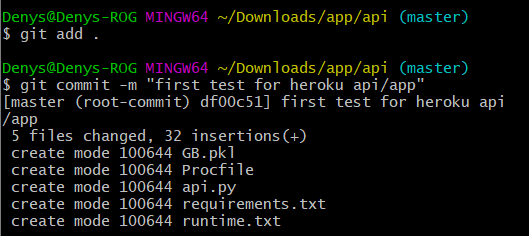 Denys@Denys-ROG MINGW64 ~/Downloads/app/api (master)
$ git add .
Denys@Denys-ROG MINGW64 ~/Downloads/app/api (master)
$ git commit -m "first test for heroku api/app"
[master (root-commit) df00c51] first test for heroku api
/app
 5 files changed, 32 insertions(+)
 create mode 100644 GB.pkl
 create mode 100644 Procfile
 create mode 100644 api.py
 create mode 100644 requirements.txt
 create mode 100644 runtime.txt